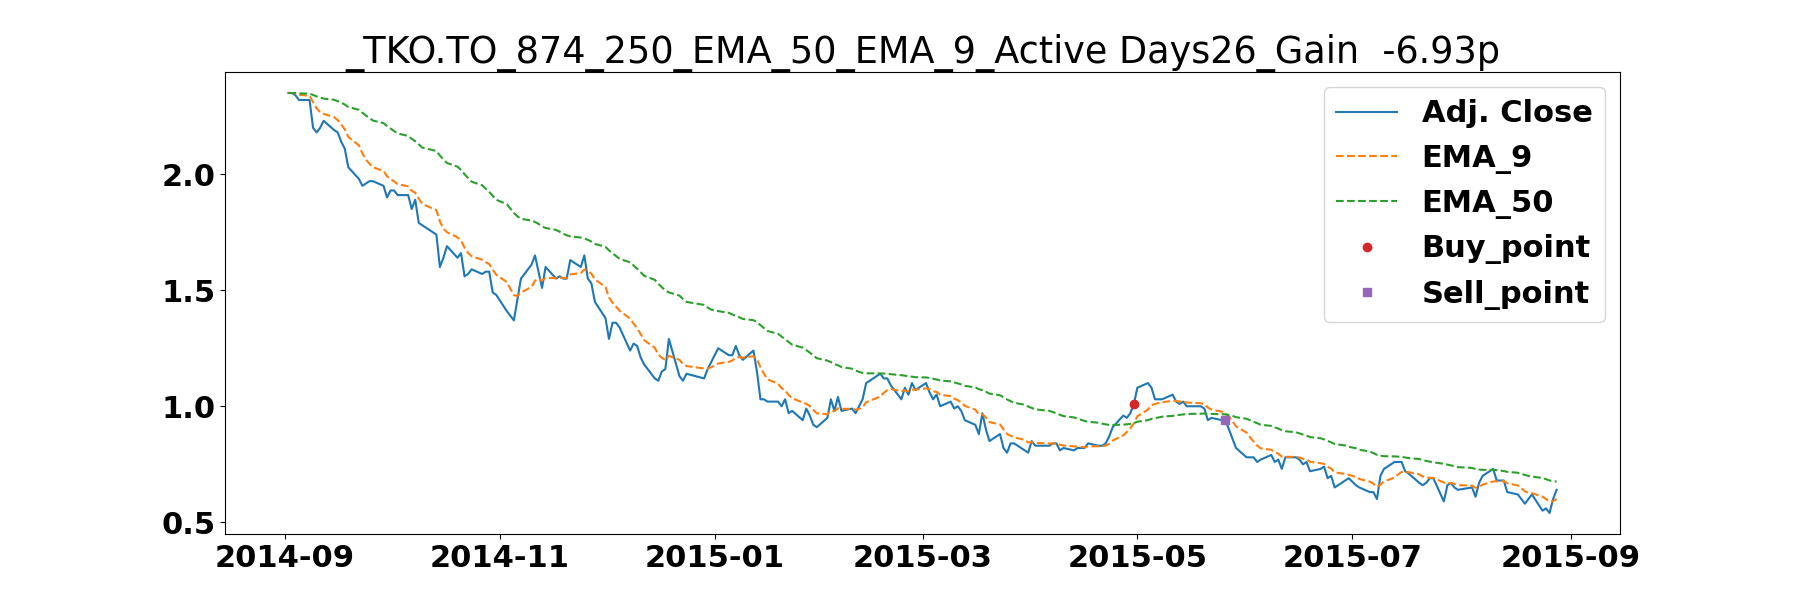 _TKO.TO_874_250_EMA_50_EMA_9_Active Days26_Gain  -6.93p
Adj. Close
EMA_9
EMA_50
Buy_point
Sell_point
2.0
1.5
1.0
0.5
2014-09
2014-11
2015-01
2015-03
2015-05
2015-07
2015-09